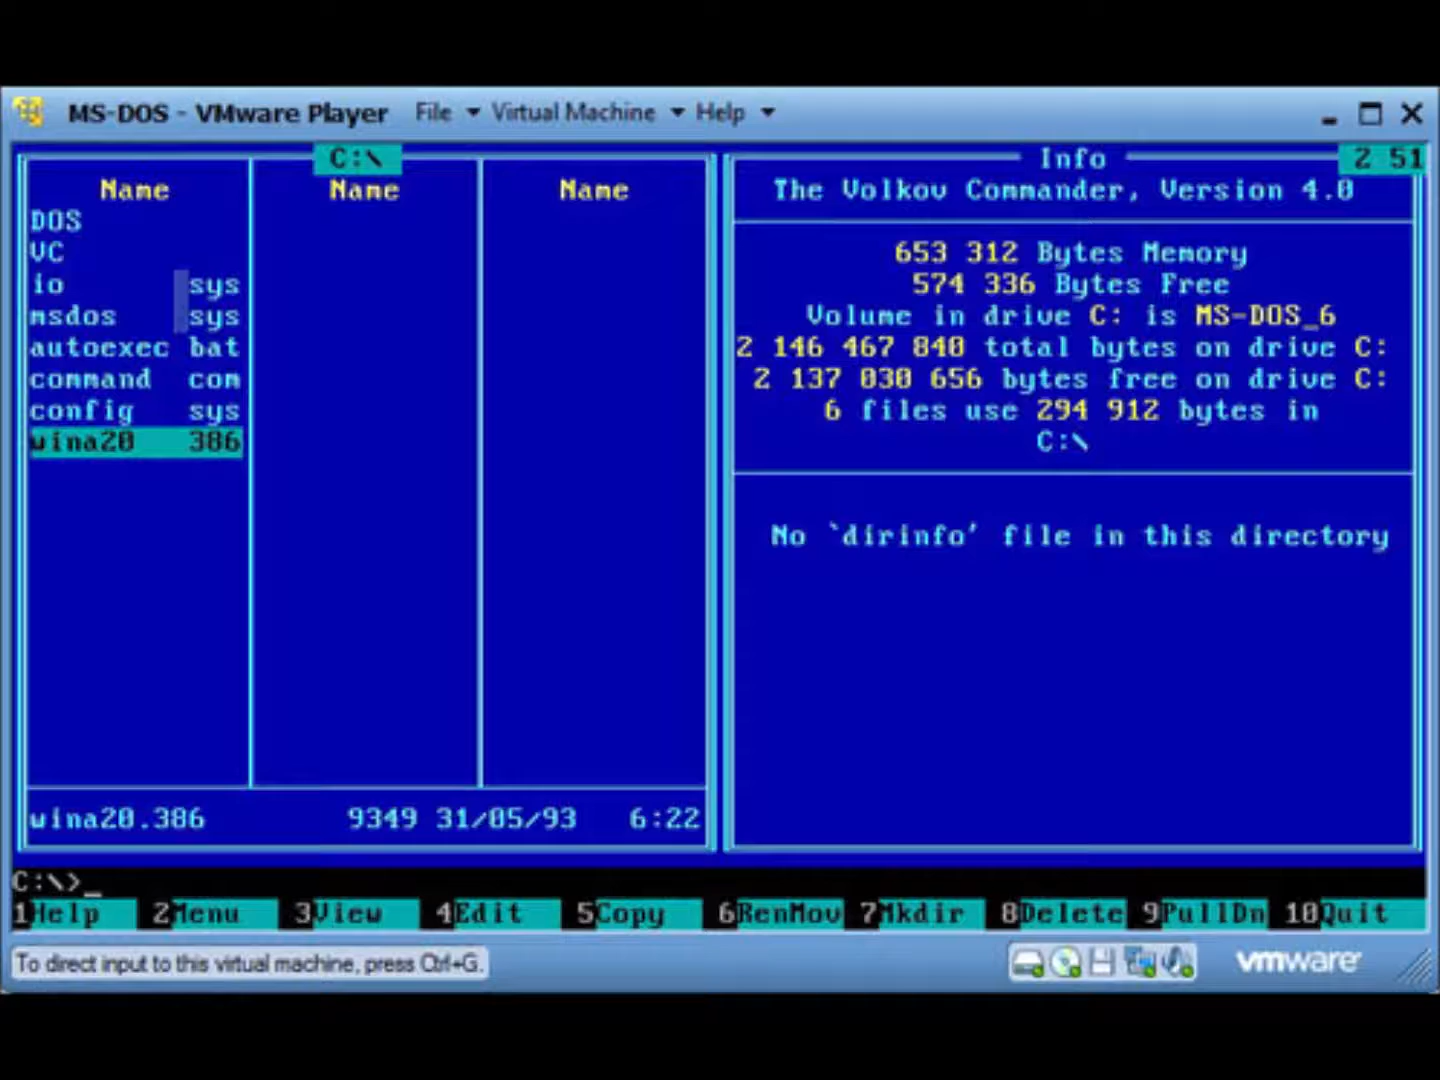 MS-DOS - VMware Player File Virtual Machine Help
C:\
Name Name Name
DOS
VC
io sys
msdos sys
autoexec bat
command com
config sys
wina20 386
wina20.386 9349 31/05/93 6:22
Info 2 51
The Volkov Commander, Version 4.0
653 312 Bytes Memory
574 336 Bytes Free
Volume in drive C: is MS-DOS_6
2 146 467 840 total bytes on drive C:
2 137 030 656 bytes free on drive C:
6 files use 294 912 bytes in
C:\
No `dirinfo' file in this directory
C:\>_
1Help 2Menu 3View 4Edit 5Copy 6RenMov 7Mkdir 8Delete 9PullDn 10Quit
To direct input to this virtual machine, press Ctrl+G.
vmware